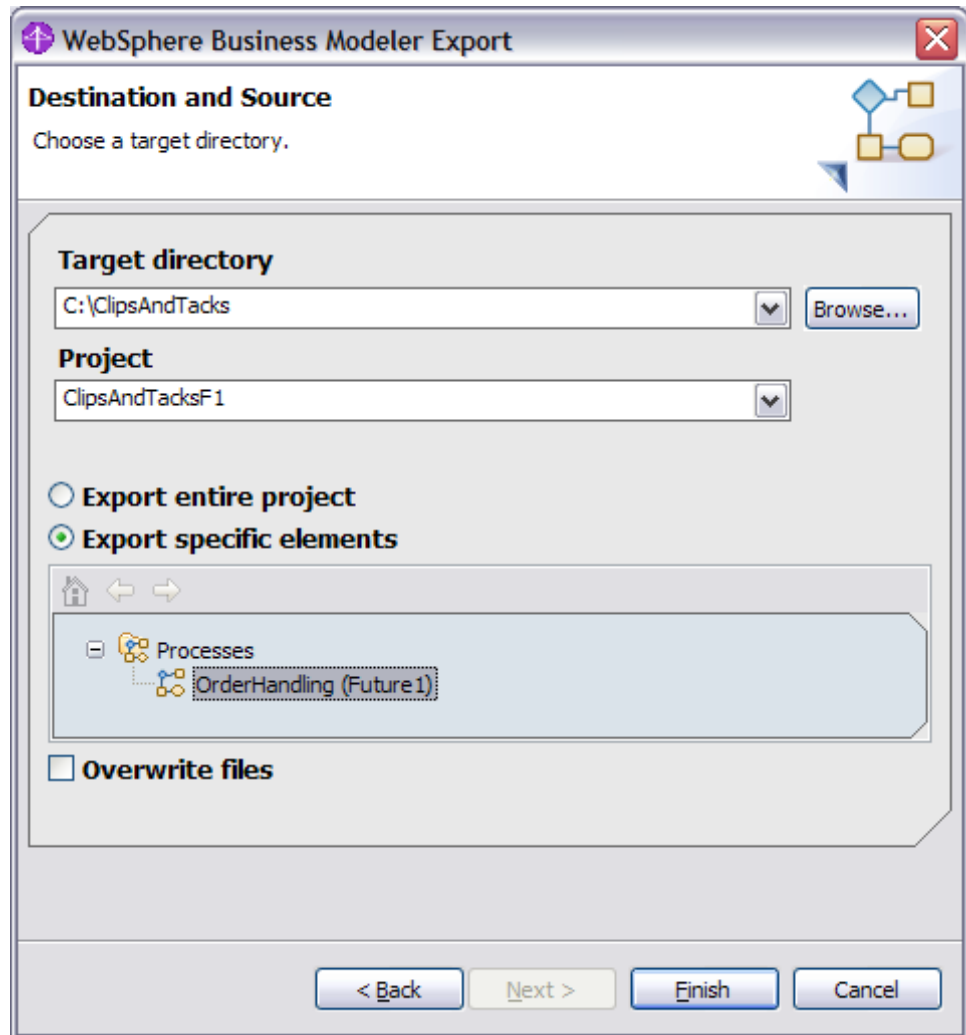 WebSphere Business Modeler Export
Destination and Source
Choose a target directory.
Target directory
C:\ClipsAndTacks
Browse...
Project
ClipsAndTacksF1
Export entire project
Export specific elements
Processes
OrderHandling (Future1)
Overwrite files
< Back
Next >
Finish
Cancel